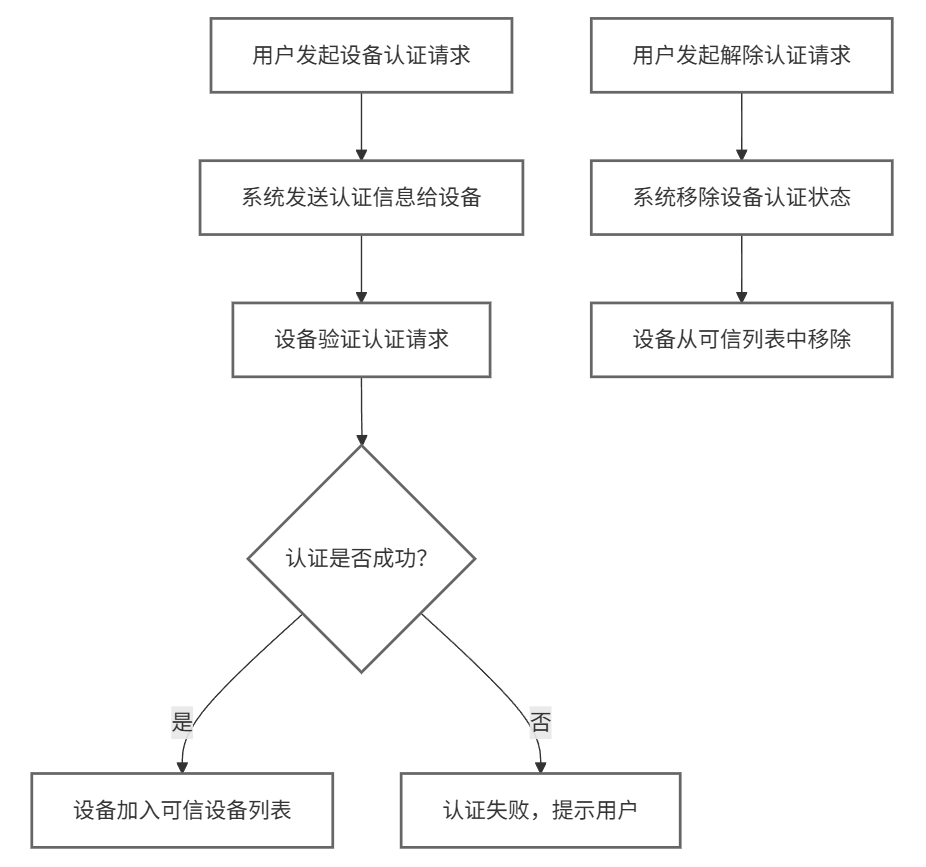 用户发起设备认证请求
用户发起解除认证请求
系统发送认证信息给设备
系统移除设备认证状态
设备验证认证请求
设备从可信列表中移除
认证是否成功?
是
否
设备加入可信设备列表
认证失败，提示用户